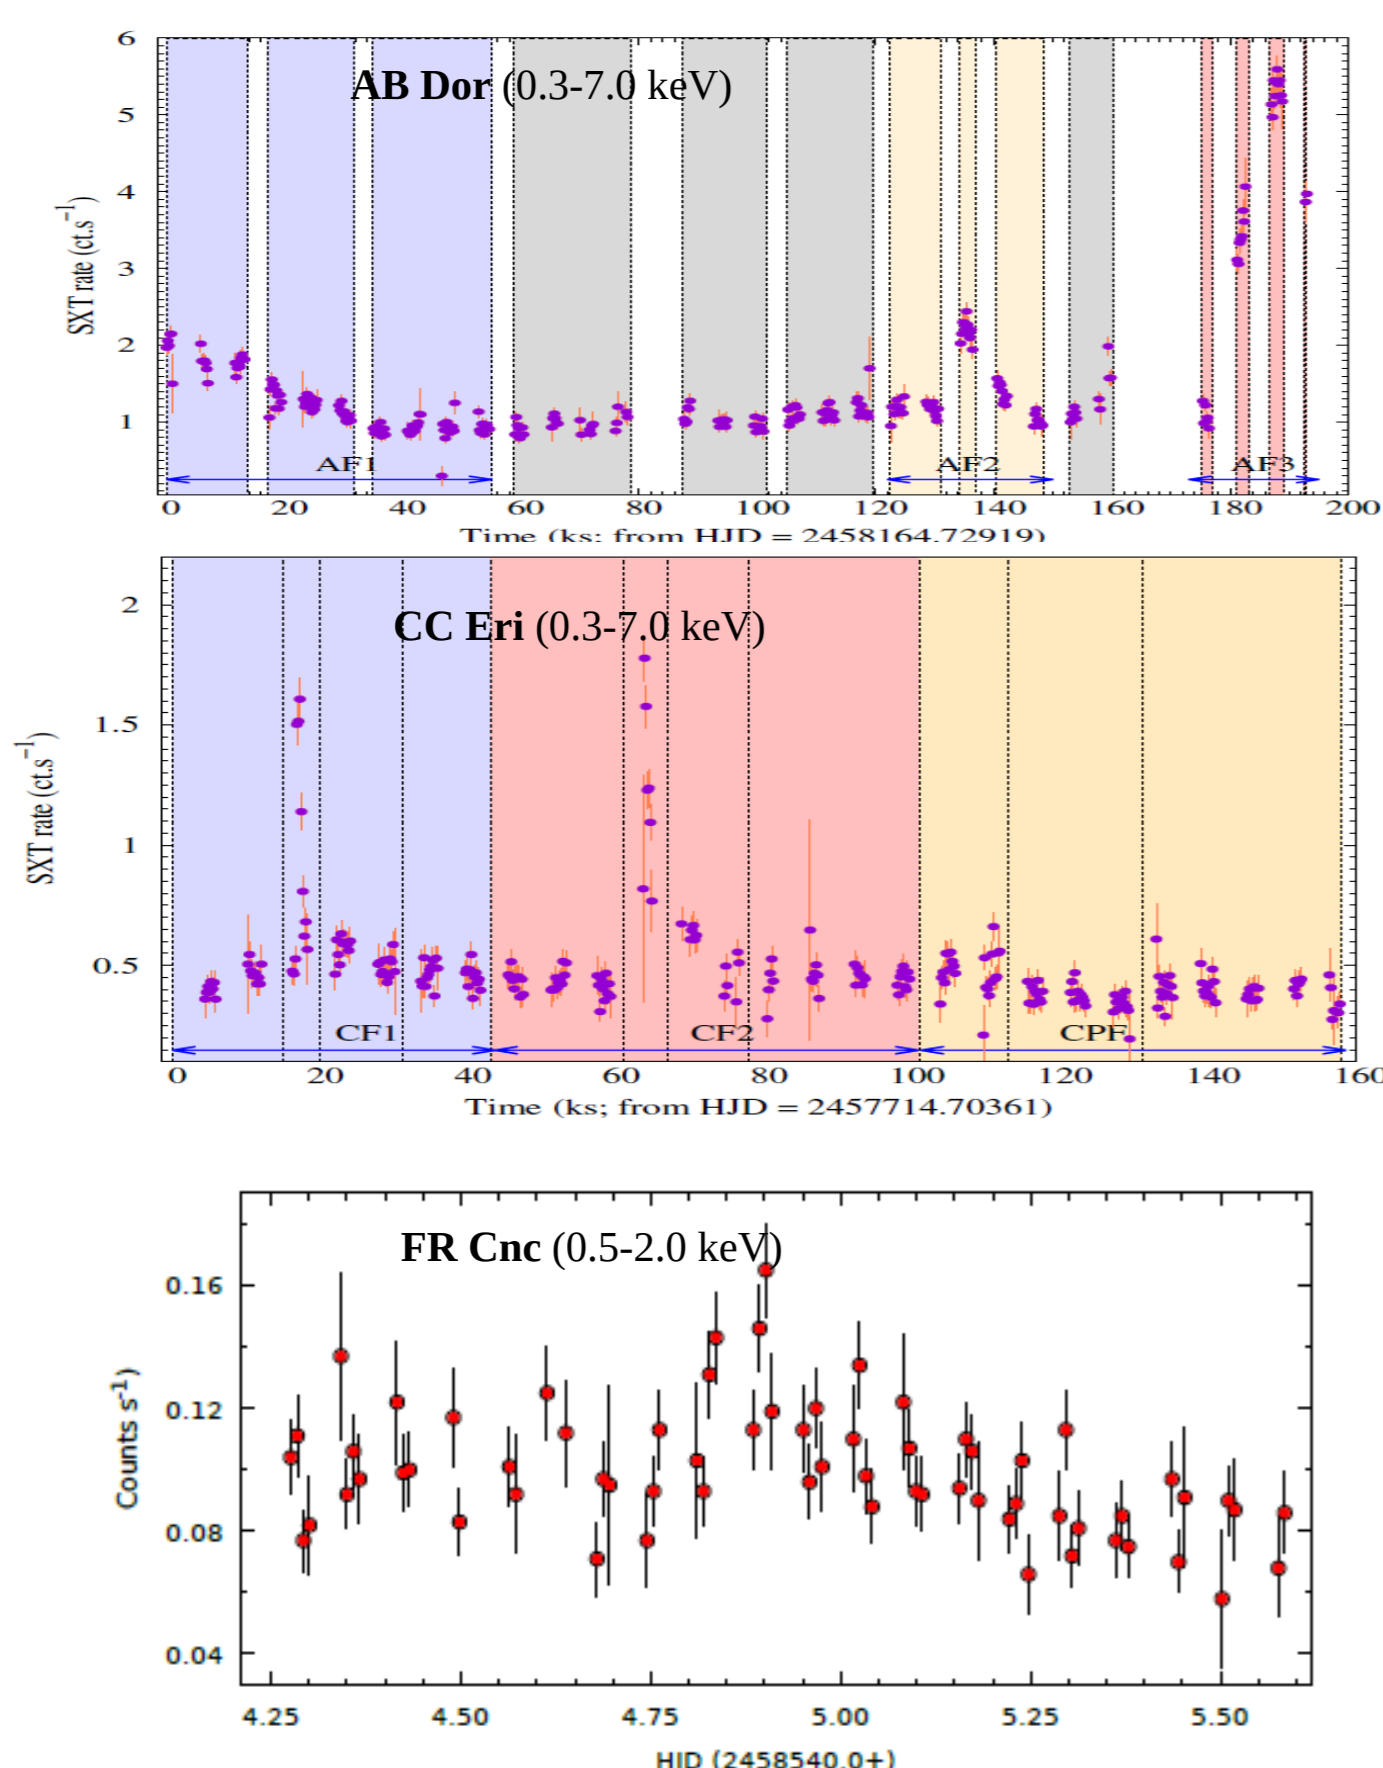 AB Dor (0.3-7.0 keV)
6
5
4
3
2
1
SXT rate (ct.s⁻¹)
AF1
AF2
AF3
0 20 40 60 80 100 120 140 160 180 200
Time (ks; from HJD = 2458164.72919)
CC Eri (0.3-7.0 keV)
2
1.5
1
0.5
SXT rate (ct.s⁻¹)
CF1
CF2
CPF
0 20 40 60 80 100 120 140 160
Time (ks; from HJD = 2457714.70361)
FR Cnc (0.5-2.0 keV)
0.16
0.12
0.08
0.04
Counts s⁻¹)
4.25 4.50 4.75 5.00 5.25 5.50
HJD (2458540.0+)